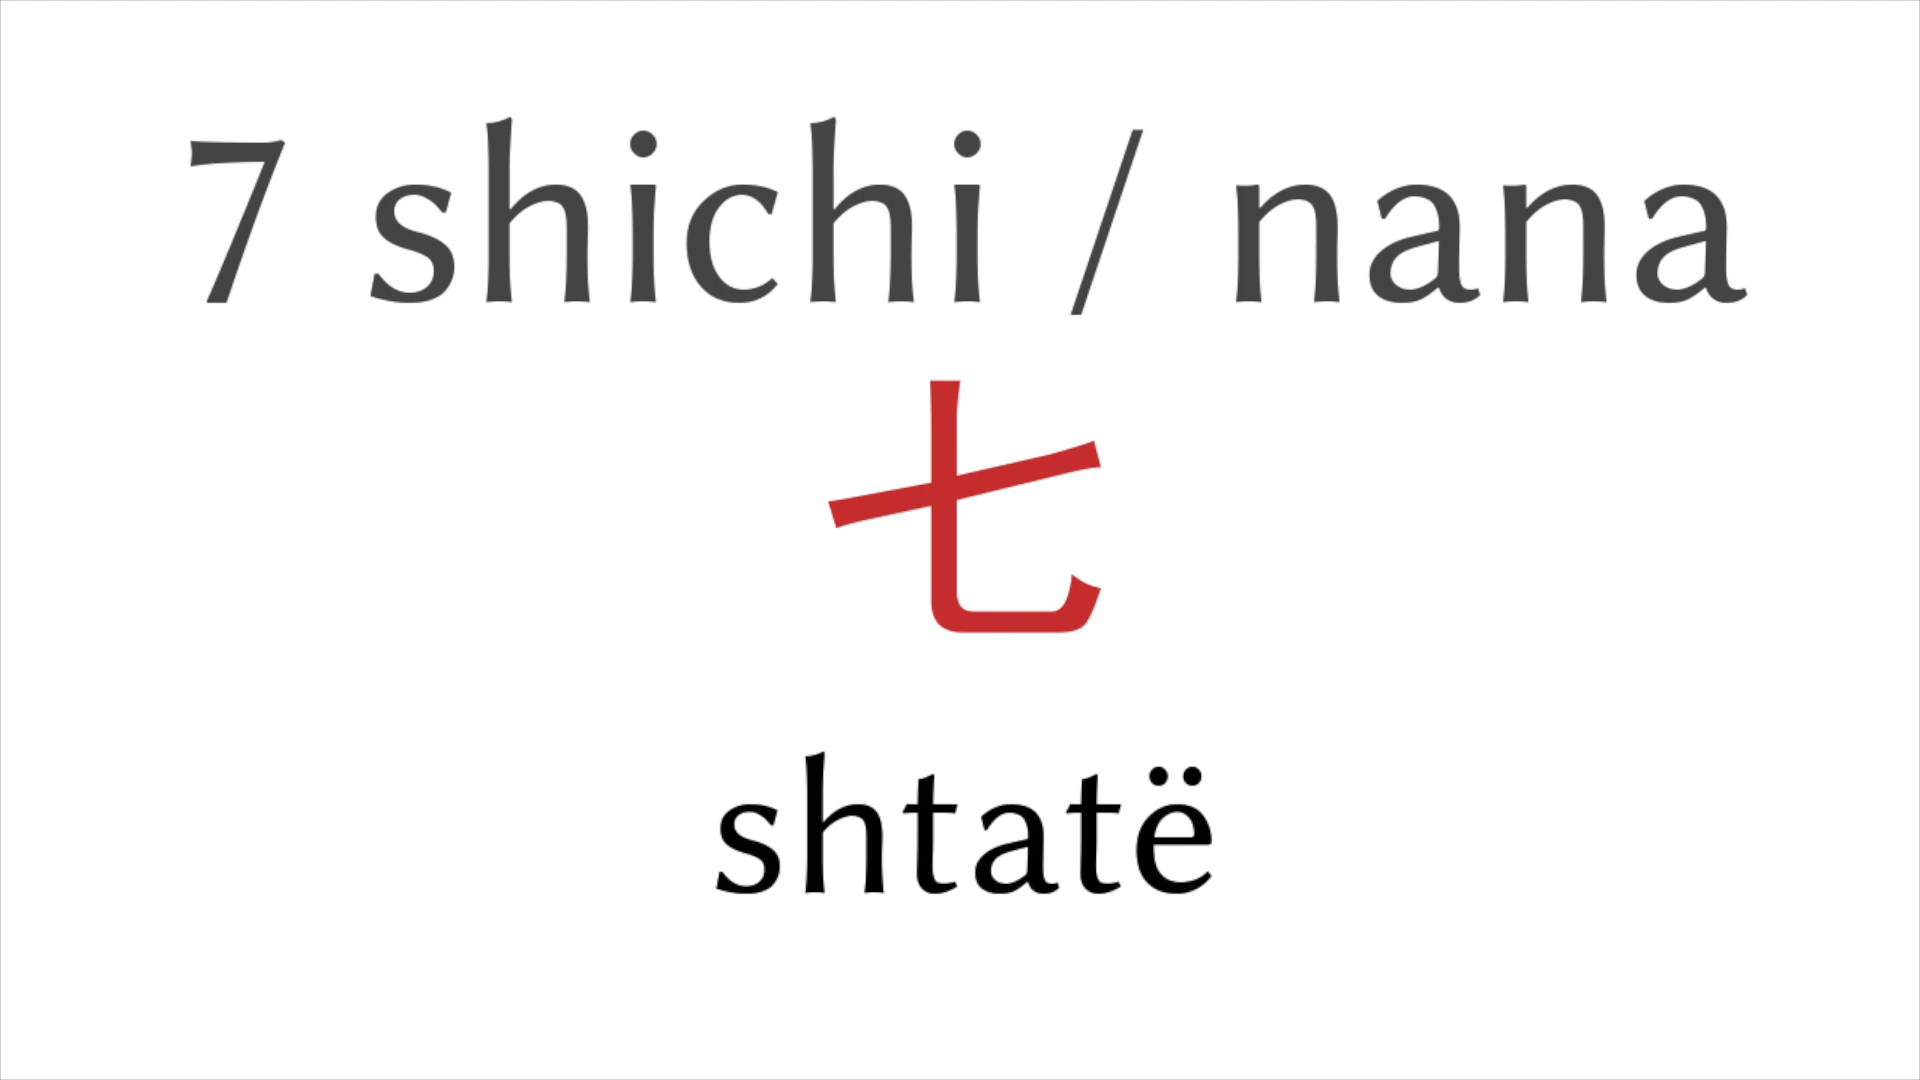 7 shichi / nana
七
shtatë